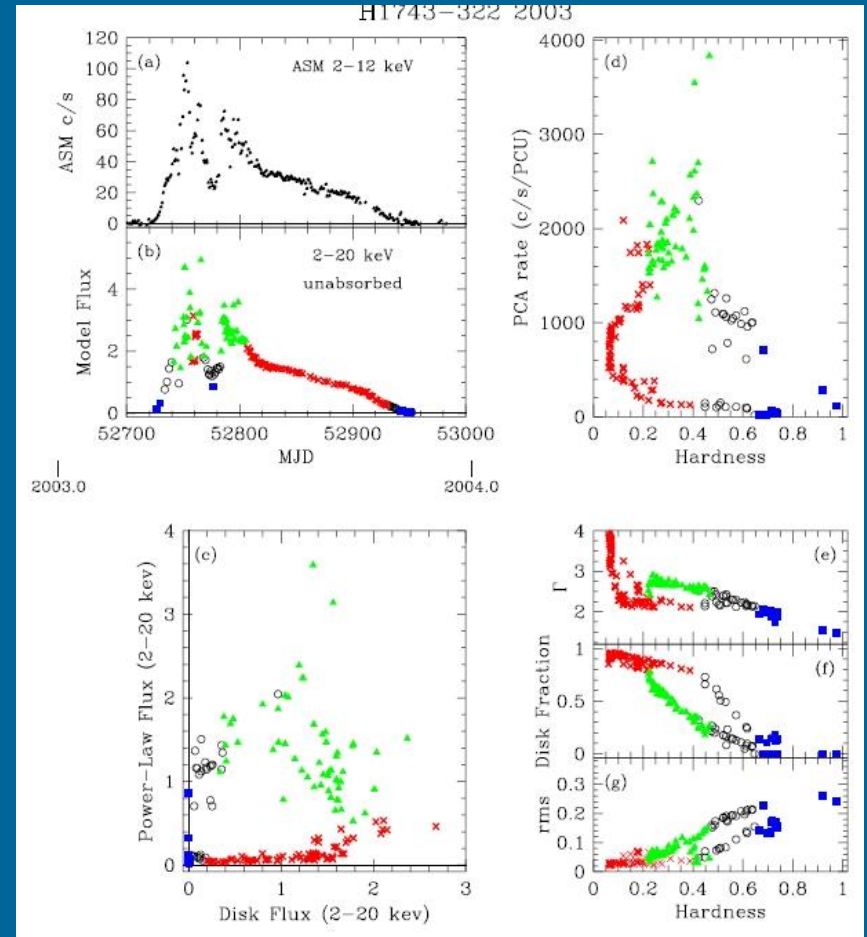 H1743−322 2003
(a)
ASM 2−12 keV
ASM c/s
120
100
80
60
40
20
0
(b)
2−20 keV
unabsorbed
Model Flux
4
2
0
52700
52800
52900
53000
MJD
2003.0
2004.0
(d)
PCA rate (c/s/PCU)
4000
3000
2000
1000
0
0
0.2
0.4
0.6
0.8
1
Hardness
(c)
Power−Law Flux (2−20 kev)
4
3
2
1
0
0
1
2
3
Disk Flux (2−20 kev)
(e)
Γ
3
2
(f)
Disk Fraction
1
0.5
0
(g)
rms
0.3
0.2
0.1
0
0
0.2
0.4
0.6
0.8
1
Hardness